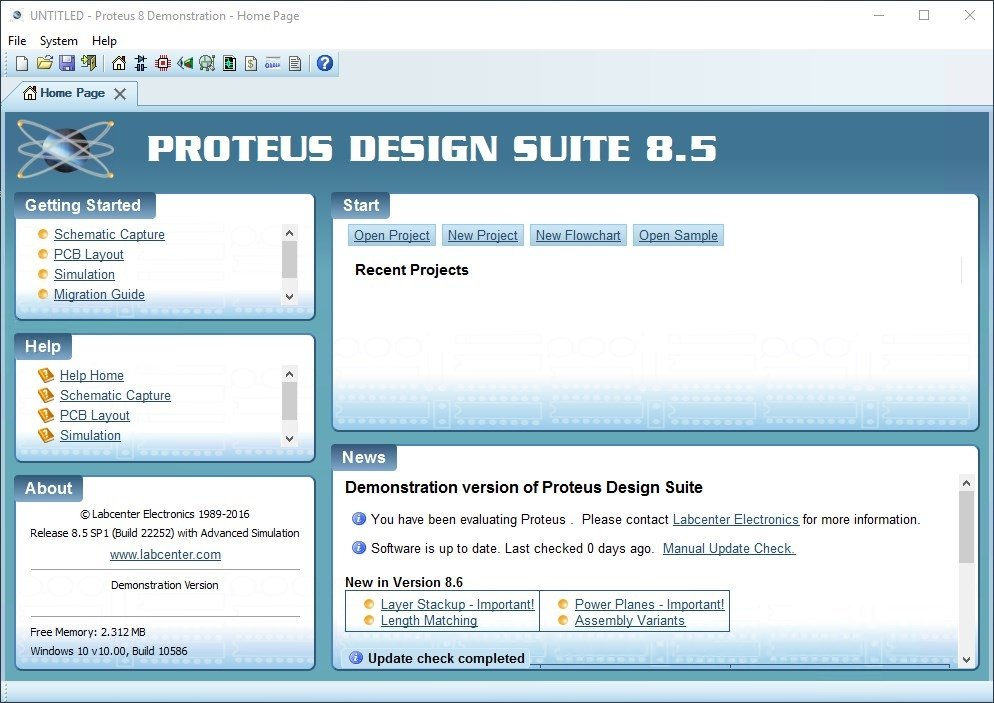 UNTITLED - Proteus 8 Demonstration - Home Page
File System Help
Home Page
PROTEUS DESIGN SUITE 8.5
Getting Started
Schematic Capture
PCB Layout
Simulation
Migration Guide
Help
Help Home
Schematic Capture
PCB Layout
Simulation
About
© Labcenter Electronics 1989-2016
Release 8.5 SP1 (Build 22252) with Advanced Simulation
www.labcenter.com
Demonstration Version
Free Memory: 2.312 MB
Windows 10 v10.00, Build 10586
Start
Open Project New Project New Flowchart Open Sample
Recent Projects
News
Demonstration version of Proteus Design Suite
You have been evaluating Proteus . Please contact Labcenter Electronics for more information.
Software is up to date. Last checked 0 days ago. Manual Update Check.
New in Version 8.6
Layer Stackup - Important! Power Planes - Important!
Length Matching Assembly Variants
Update check completed